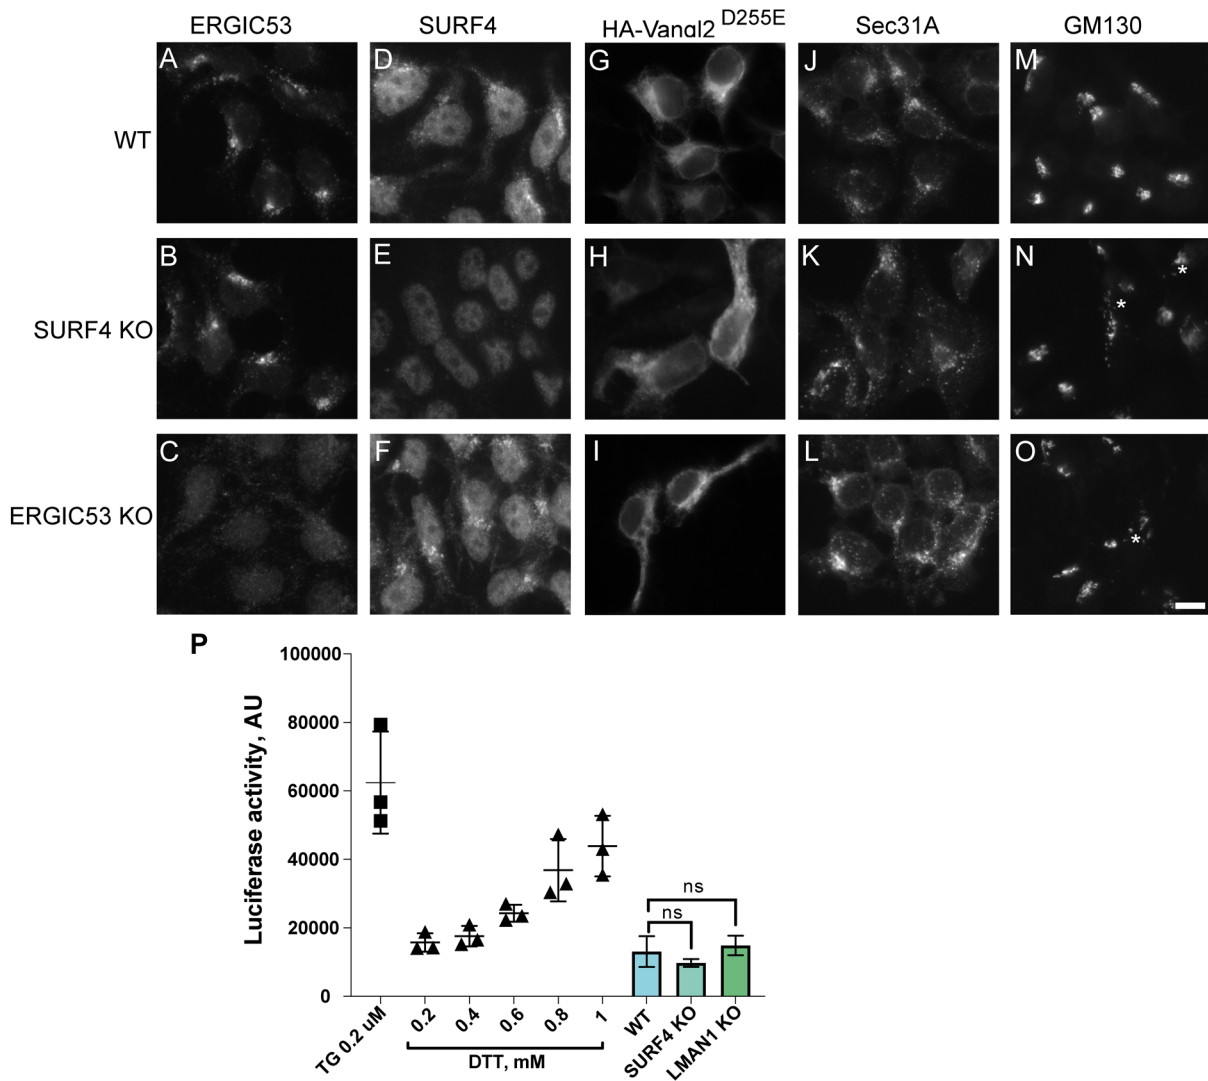 ERGIC53 SURF4 HA-Vangl2 D255E Sec31A GM130
A D G J M
WT
B E H K N
SURF4 KO
*
*
C F I L O
ERGIC53 KO
*
P
100000
80000
60000
40000
20000
0
Luciferase activity, AU
ns
ns
TG 0.2 uM 0.2 0.4 0.6 0.8 1 WT SURF4 KO LMAN1 KO
DTT, mM